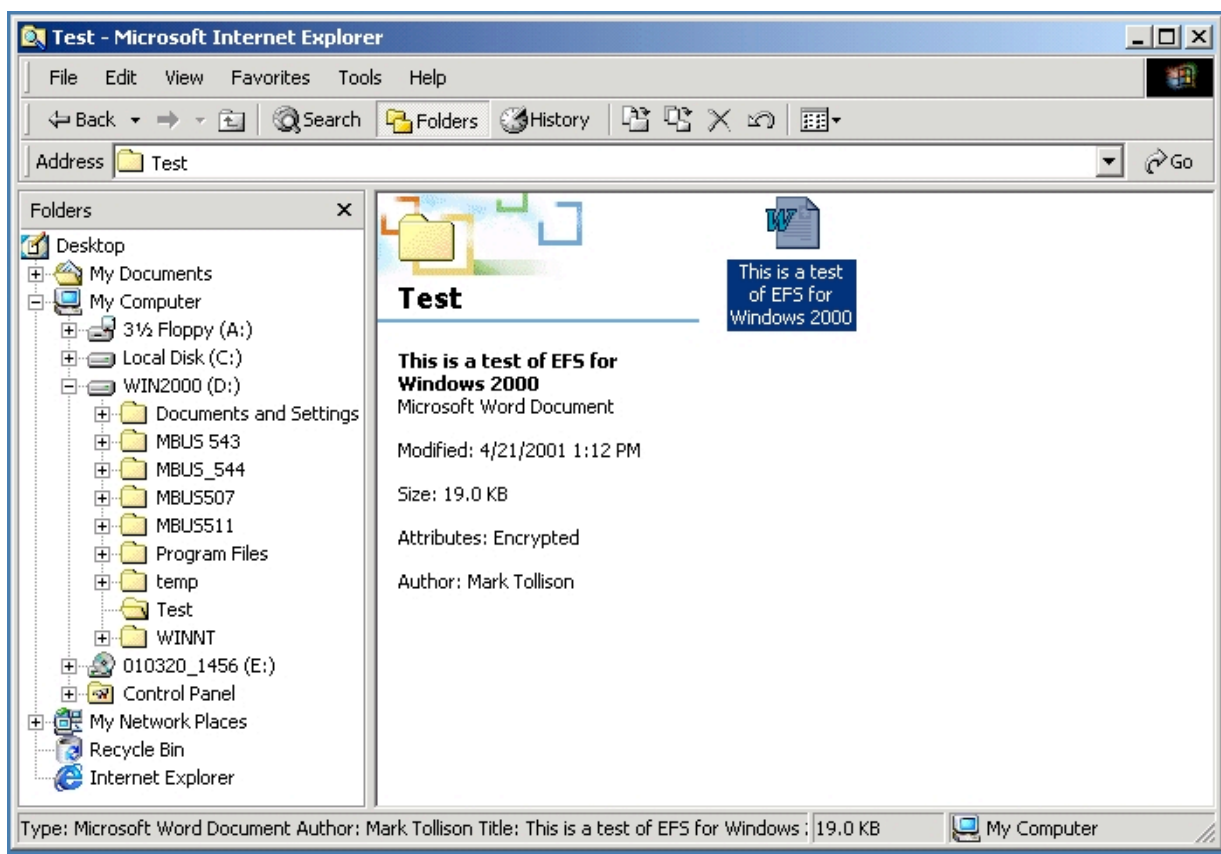 Test - Microsoft Internet Explorer
File Edit View Favorites Tools Help
Back Search Folders History
Address Test Go
Folders
Desktop
My Documents
My Computer
3½ Floppy (A:)
Local Disk (C:)
WIN2000 (D:)
Documents and Settings
MBUS 543
MBUS_544
MBUS507
MBUS511
Program Files
temp
Test
WINNT
010320_1456 (E:)
Control Panel
My Network Places
Recycle Bin
Internet Explorer
Test
This is a test of EFS for
Windows 2000
Microsoft Word Document
Modified: 4/21/2001 1:12 PM
Size: 19.0 KB
Attributes: Encrypted
Author: Mark Tollison
This is a test
of EFS for
Windows 2000
Type: Microsoft Word Document Author: Mark Tollison Title: This is a test of EFS for Windows 19.0 KB My Computer